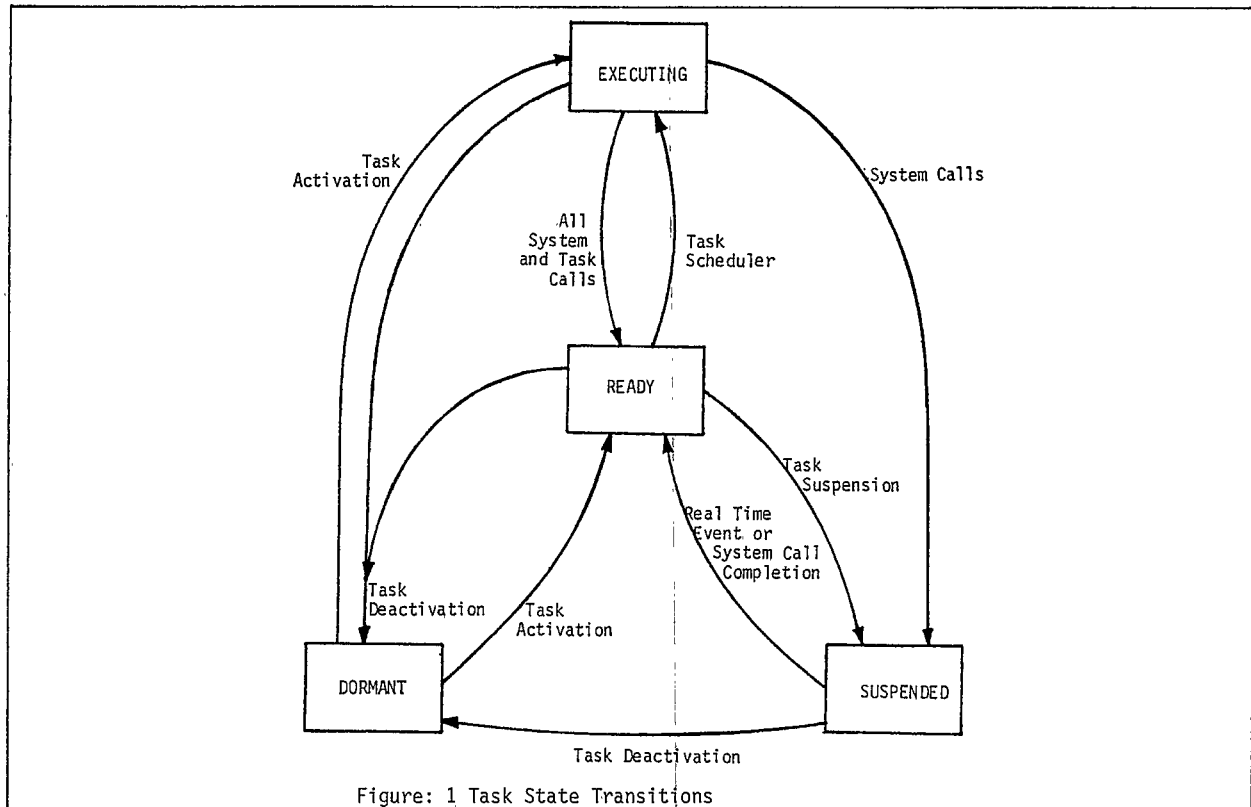 EXECUTING
Task
Activation
System Calls
All
System
and Task
Calls
Task
Scheduler
READY
Task
Suspension
Real Time
Event or
System Call
Completion
Task
Deactivation
Task
Activation
DORMANT
SUSPENDED
Task Deactivation
Figure: 1 Task State Transitions